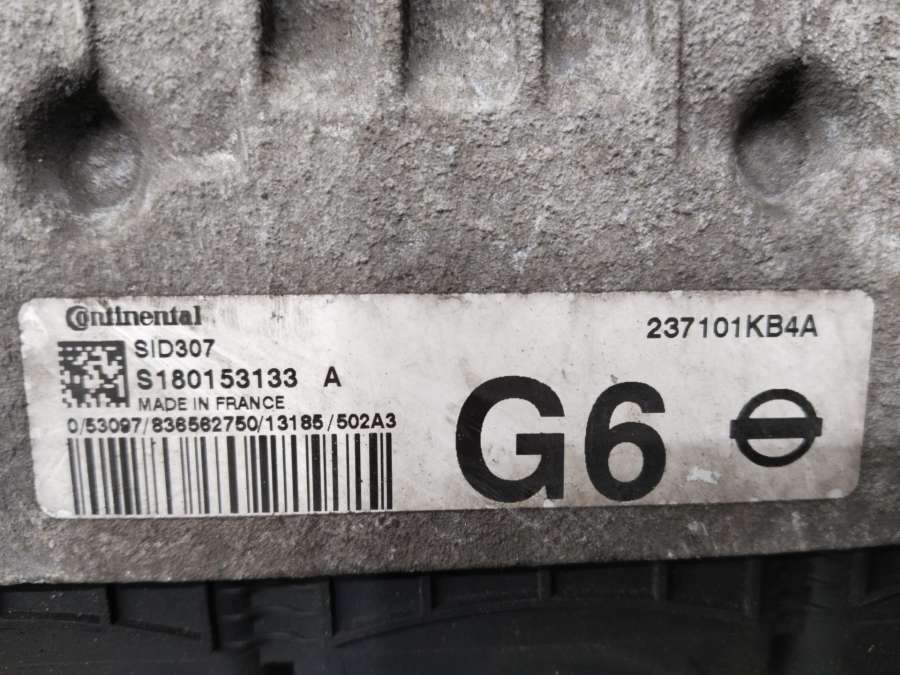 Continental
237101KB4A
SID307
S180153133 A
MADE IN FRANCE
0/53097/836562750/13185/502A3
G6